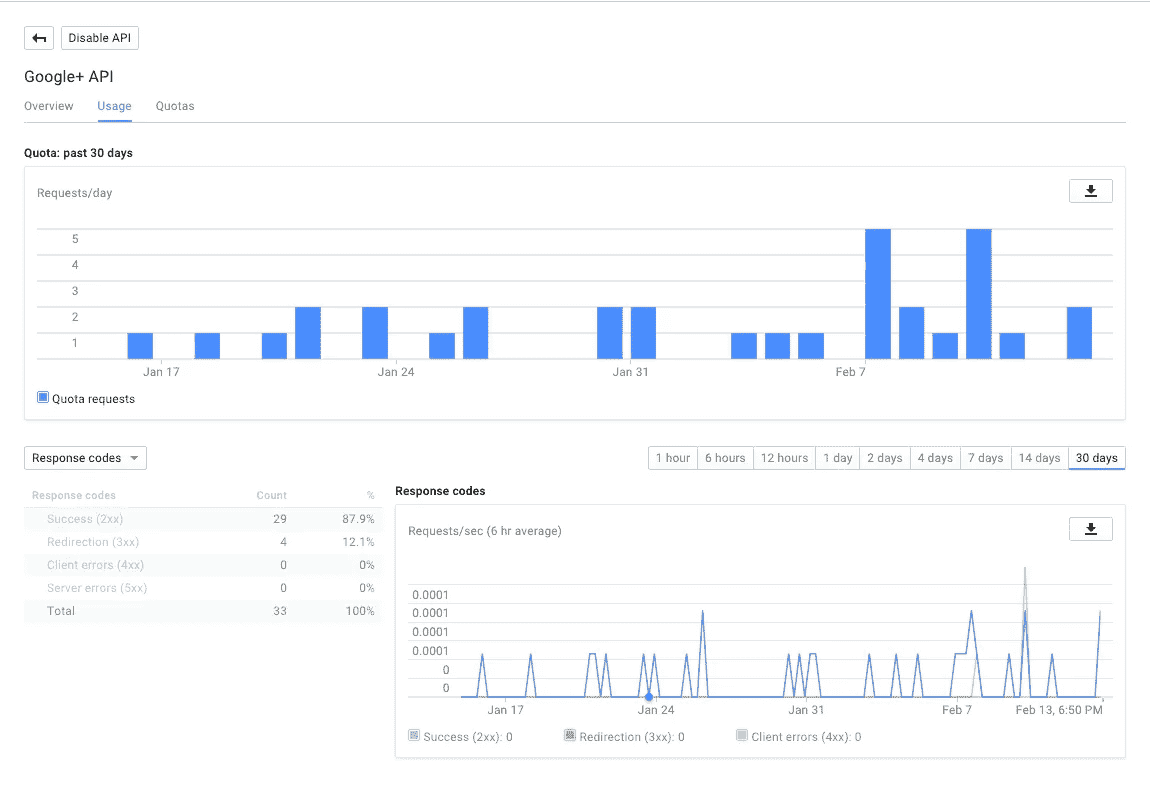 Disable API
Google+ API
Overview Usage Quotas
Quota: past 30 days
Requests/day
5
4
3
2
1
Jan 17 Jan 24 Jan 31 Feb 7
Quota requests
Response codes
1 hour 6 hours 12 hours 1 day 2 days 4 days 7 days 14 days 30 days
Response codes Count %
Success (2xx) 29 87.9%
Redirection (3xx) 4 12.1%
Client errors (4xx) 0 0%
Server errors (5xx) 0 0%
Total 33 100%
Response codes
Requests/sec (6 hr average)
0.0001
0.0001
0.0001
0.0001
0
0
Jan 17 Jan 24 Jan 31 Feb 7 Feb 13, 6:50 PM
Success (2xx): 0 Redirection (3xx): 0 Client errors (4xx): 0